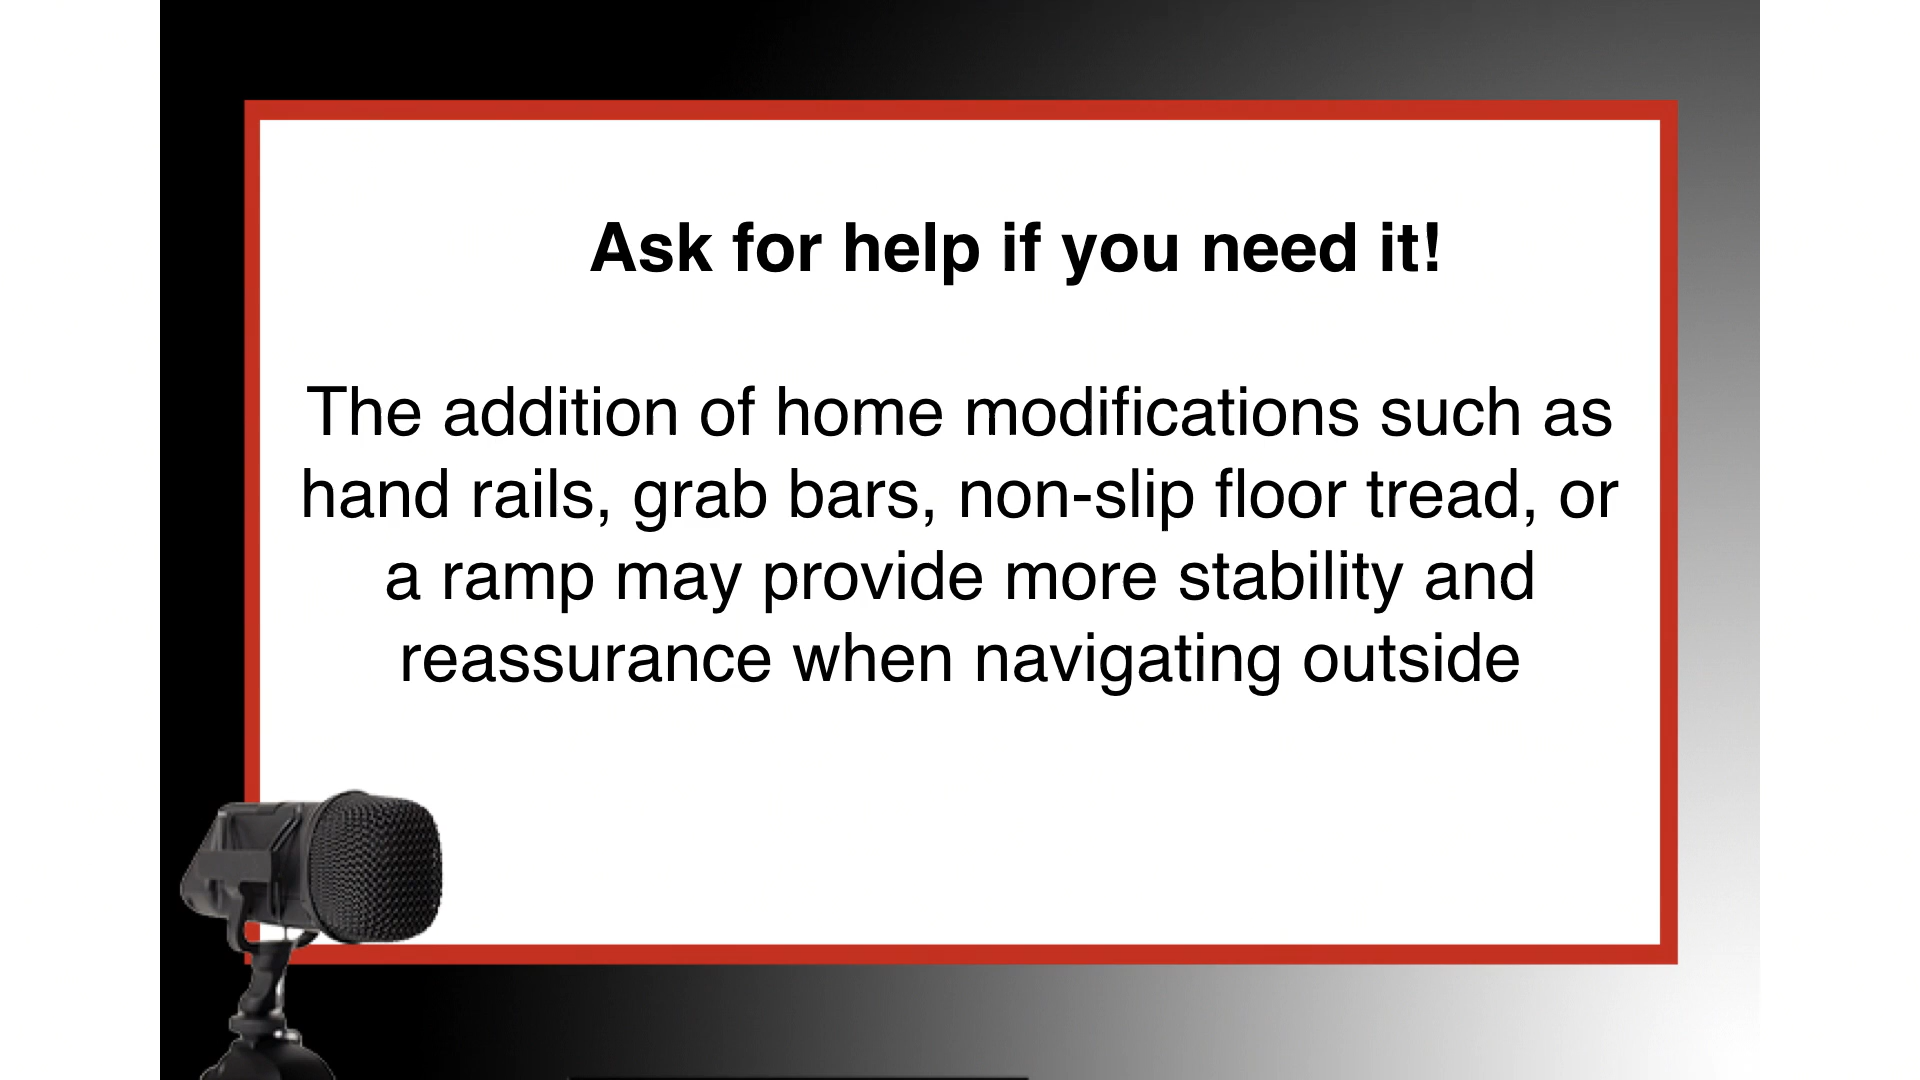 Ask for help if you need it!
The addition of home modifications such as
hand rails, grab bars, non-slip floor tread, or
a ramp may provide more stability and
reassurance when navigating outside